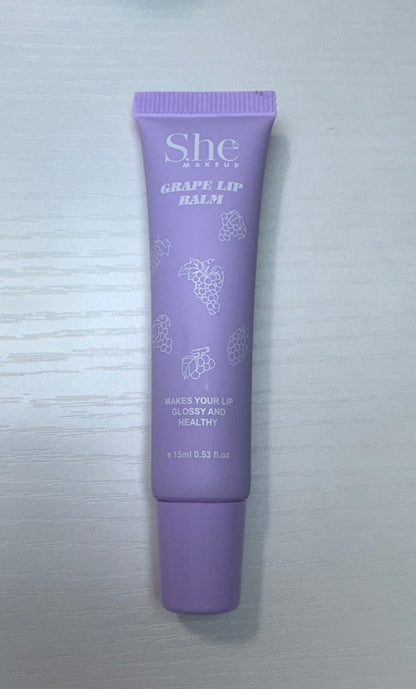 S.he
MAKEUP
GRAPE LIP
BALM
MAKES YOUR LIP
GLOSSY AND
HEALTHY
e 15ml 0.53 fl.oz